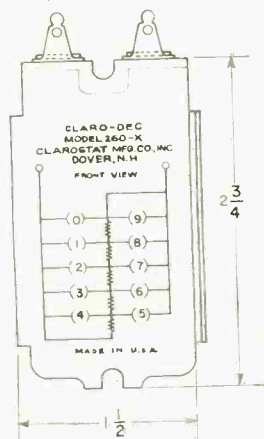 CLARO-DEC
MODEL 260-X
CLAROSTAT MFG. CO., INC
DOVER, N.H
FRONT VIEW
(0) (9)
(1) (8)
(2) (7)
(3) (6)
(4) (5)
MADE IN U.S.A.
2 3/4
1 1/2